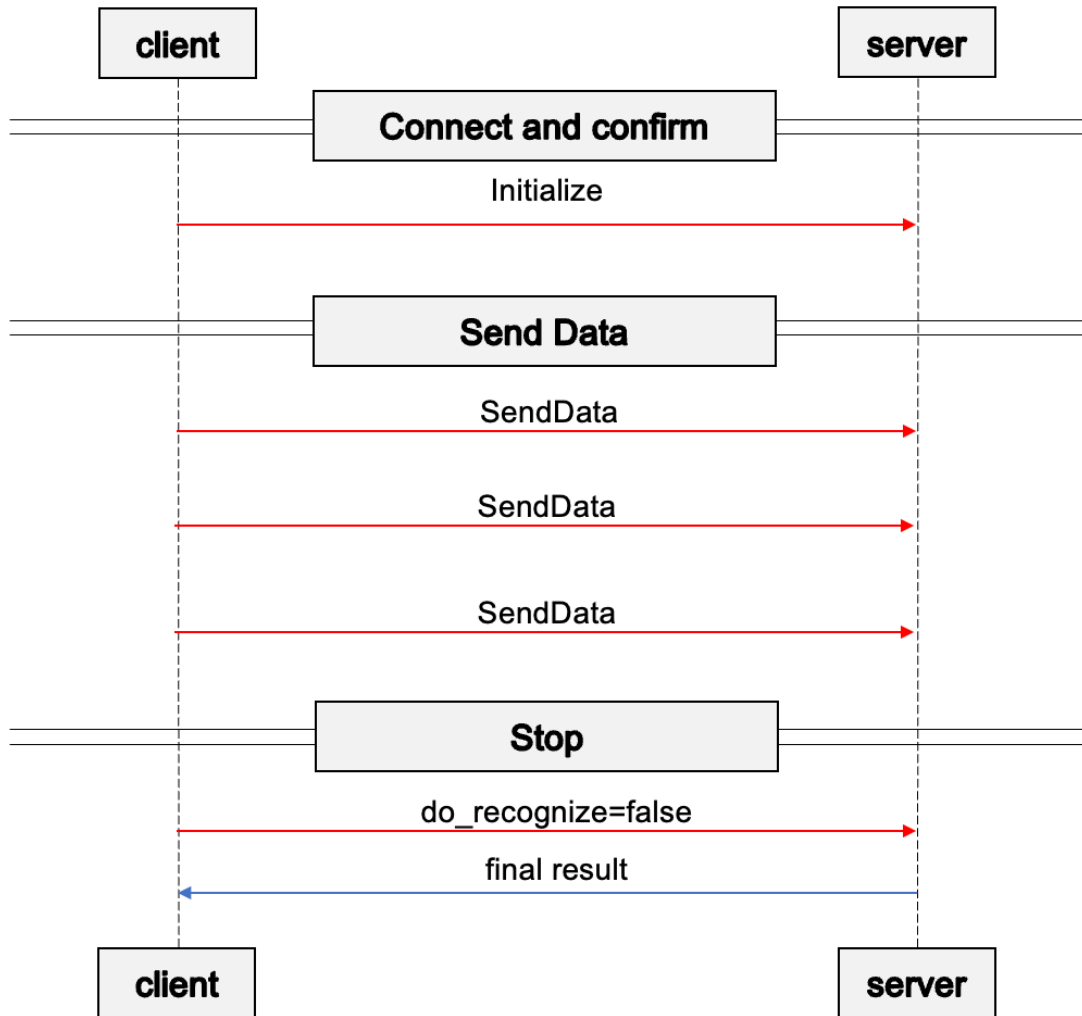 client
server
Connect and confirm
Initialize
Send Data
SendData
SendData
SendData
Stop
do_recognize=false
final result
client
server